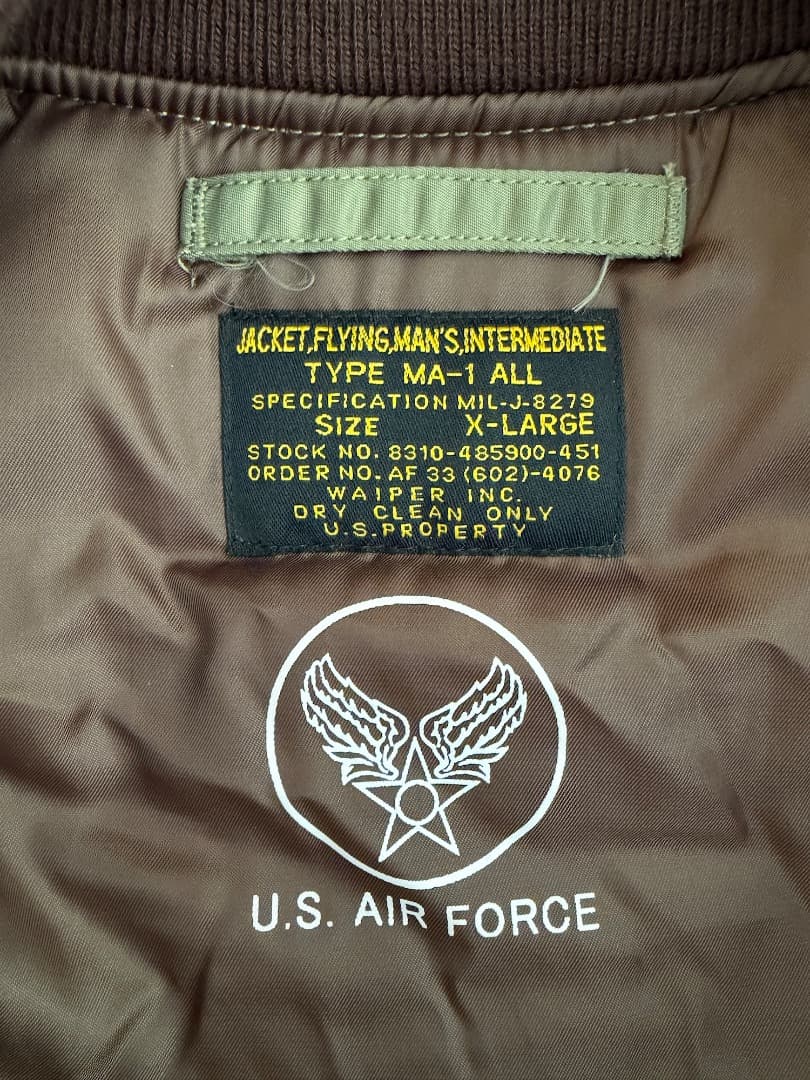 JACKET,FLYING,MAN'S,INTERMEDIATE
TYPE MA-1 ALL
SPECIFICATION MIL-J-8279
SIZE X-LARGE
STOCK NO. 8310-485900-451
ORDER NO. AF 33 (602)-4076
WAIPER INC.
DRY CLEAN ONLY
U.S.PROPERTY
U.S. AIR FORCE